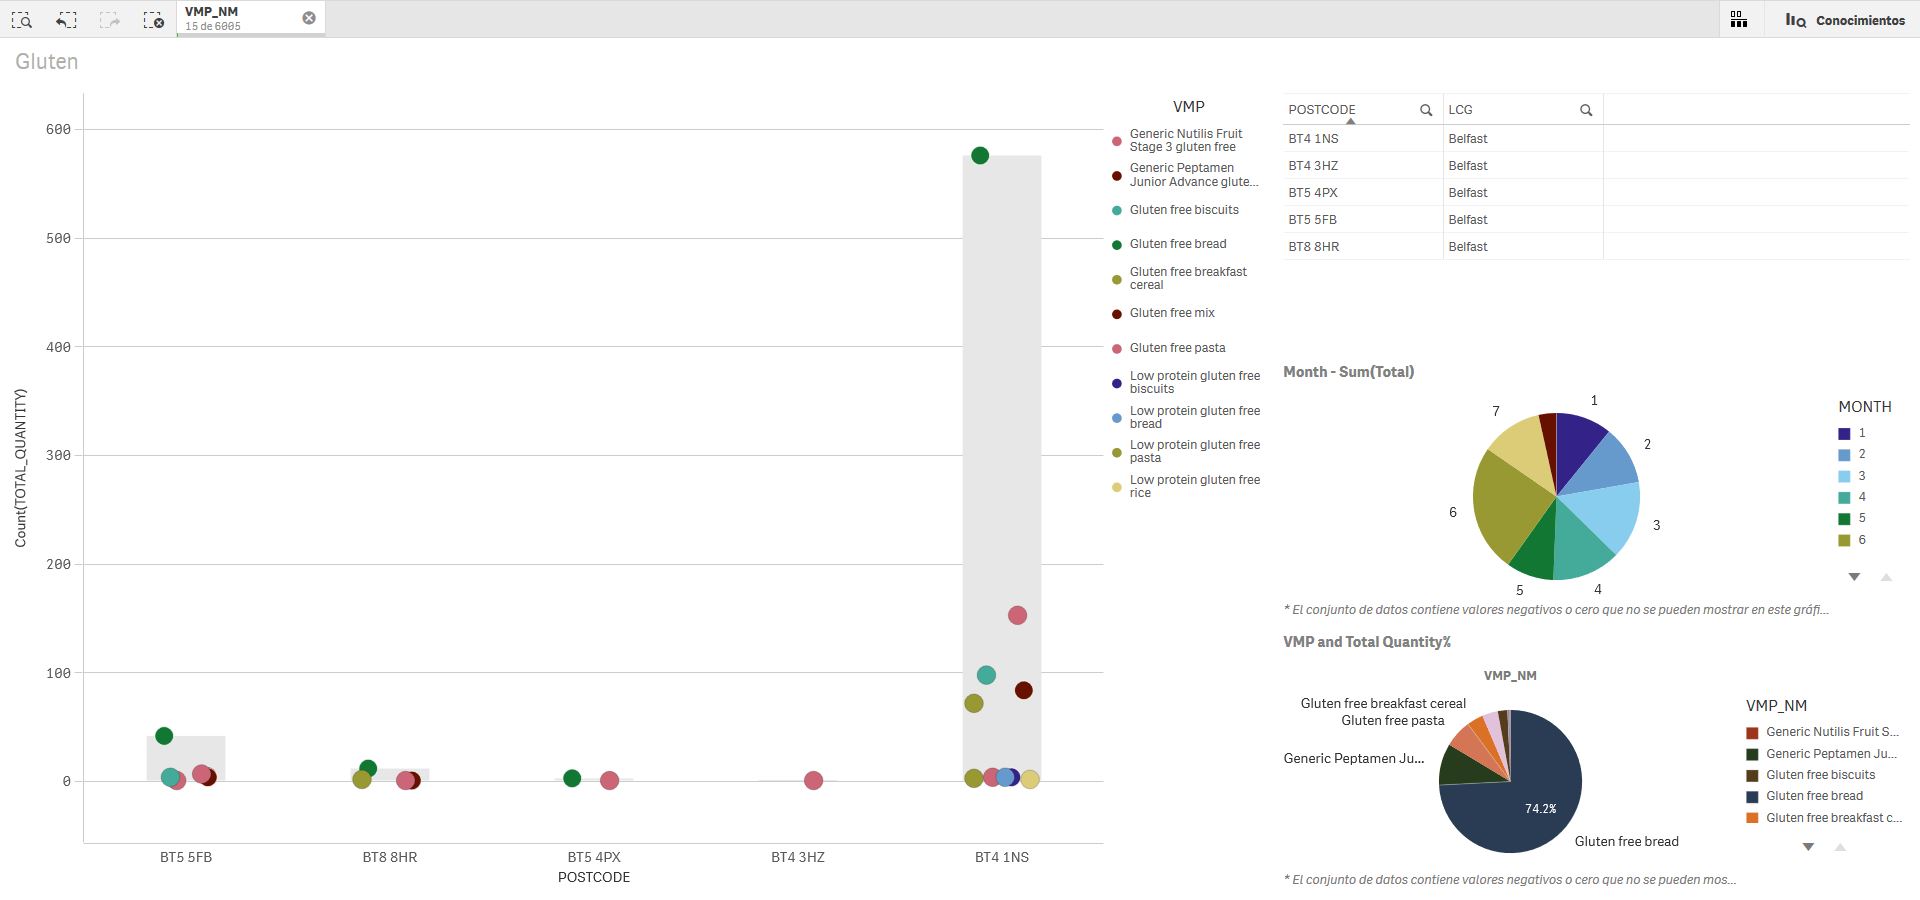 VMP_NM
15 de 6005
Conocimientos
Gluten
600
500
400
300
200
100
0
Count(TOTAL_QUANTITY)
BT5 5FB
BT8 8HR
BT5 4PX
BT4 3HZ
BT4 1NS
POSTCODE
VMP
Generic Nutilis Fruit
Stage 3 gluten free
Generic Peptamen
Junior Advance glute...
Gluten free biscuits
Gluten free bread
Gluten free breakfast
cereal
Gluten free mix
Gluten free pasta
Low protein gluten free
biscuits
Low protein gluten free
bread
Low protein gluten free
pasta
Low protein gluten free
rice
POSTCODE LCG
BT4 1NS Belfast
BT4 3HZ Belfast
BT5 4PX Belfast
BT5 5FB Belfast
BT8 8HR Belfast
Month - Sum(Total)
1
2
3
4
5
6
7
MONTH
1
2
3
4
5
6
* El conjunto de datos contiene valores negativos o cero que no se pueden mostrar en este gráfi...
VMP and Total Quantity%
VMP_NM
Gluten free breakfast cereal
Gluten free pasta
Generic Peptamen Ju...
74.2%
Gluten free bread
VMP_NM
Generic Nutilis Fruit S...
Generic Peptamen Ju...
Gluten free biscuits
Gluten free bread
Gluten free breakfast c...
* El conjunto de datos contiene valores negativos o cero que no se pueden mos...